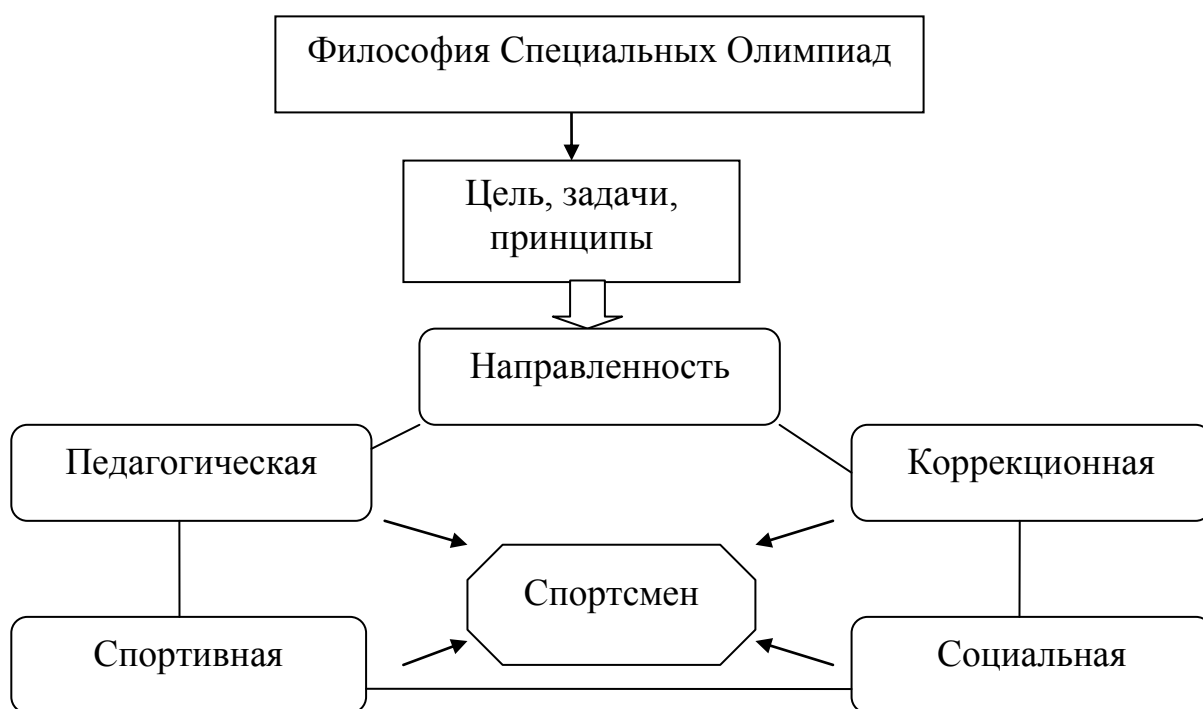 Философия Специальных Олимпиад
Цель, задачи,
принципы
Направленность
Педагогическая
Коррекционная
Спортсмен
Спортивная
Социальная